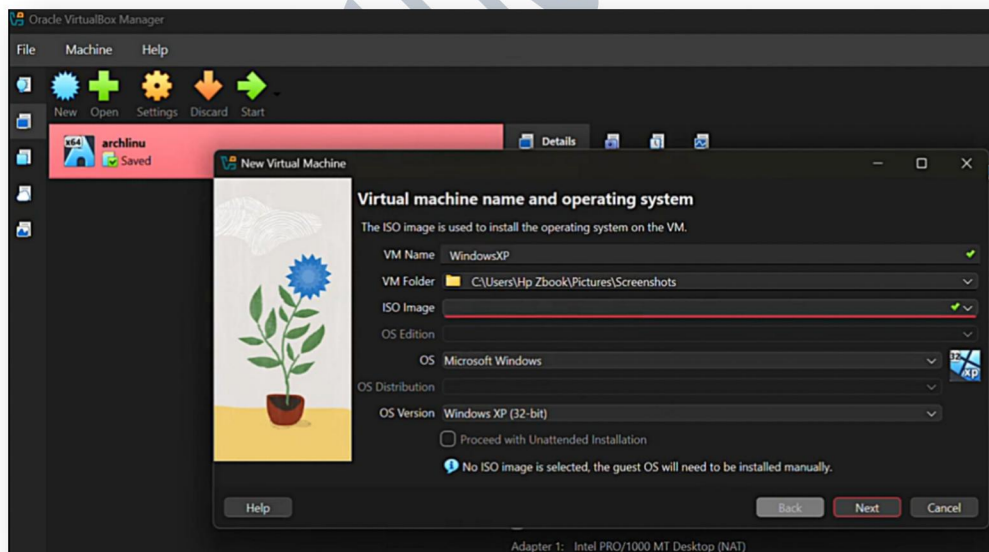 Oracle VirtualBox Manager
File Machine Help
New Open Settings Discard Start
x64 archlinu
Saved
Details
New Virtual Machine
Virtual machine name and operating system
The ISO image is used to install the operating system on the VM.
VM Name WindowsXP
VM Folder C:\Users\Hp Zbook\Pictures\Screenshots
ISO Image
OS Edition
OS Microsoft Windows
32 xp
OS Distribution
OS Version Windows XP (32-bit)
Proceed with Unattended Installation
No ISO image is selected, the guest OS will need to be installed manually.
Help Back Next Cancel
Adapter 1: Intel PRO/1000 MT Desktop (NAT)